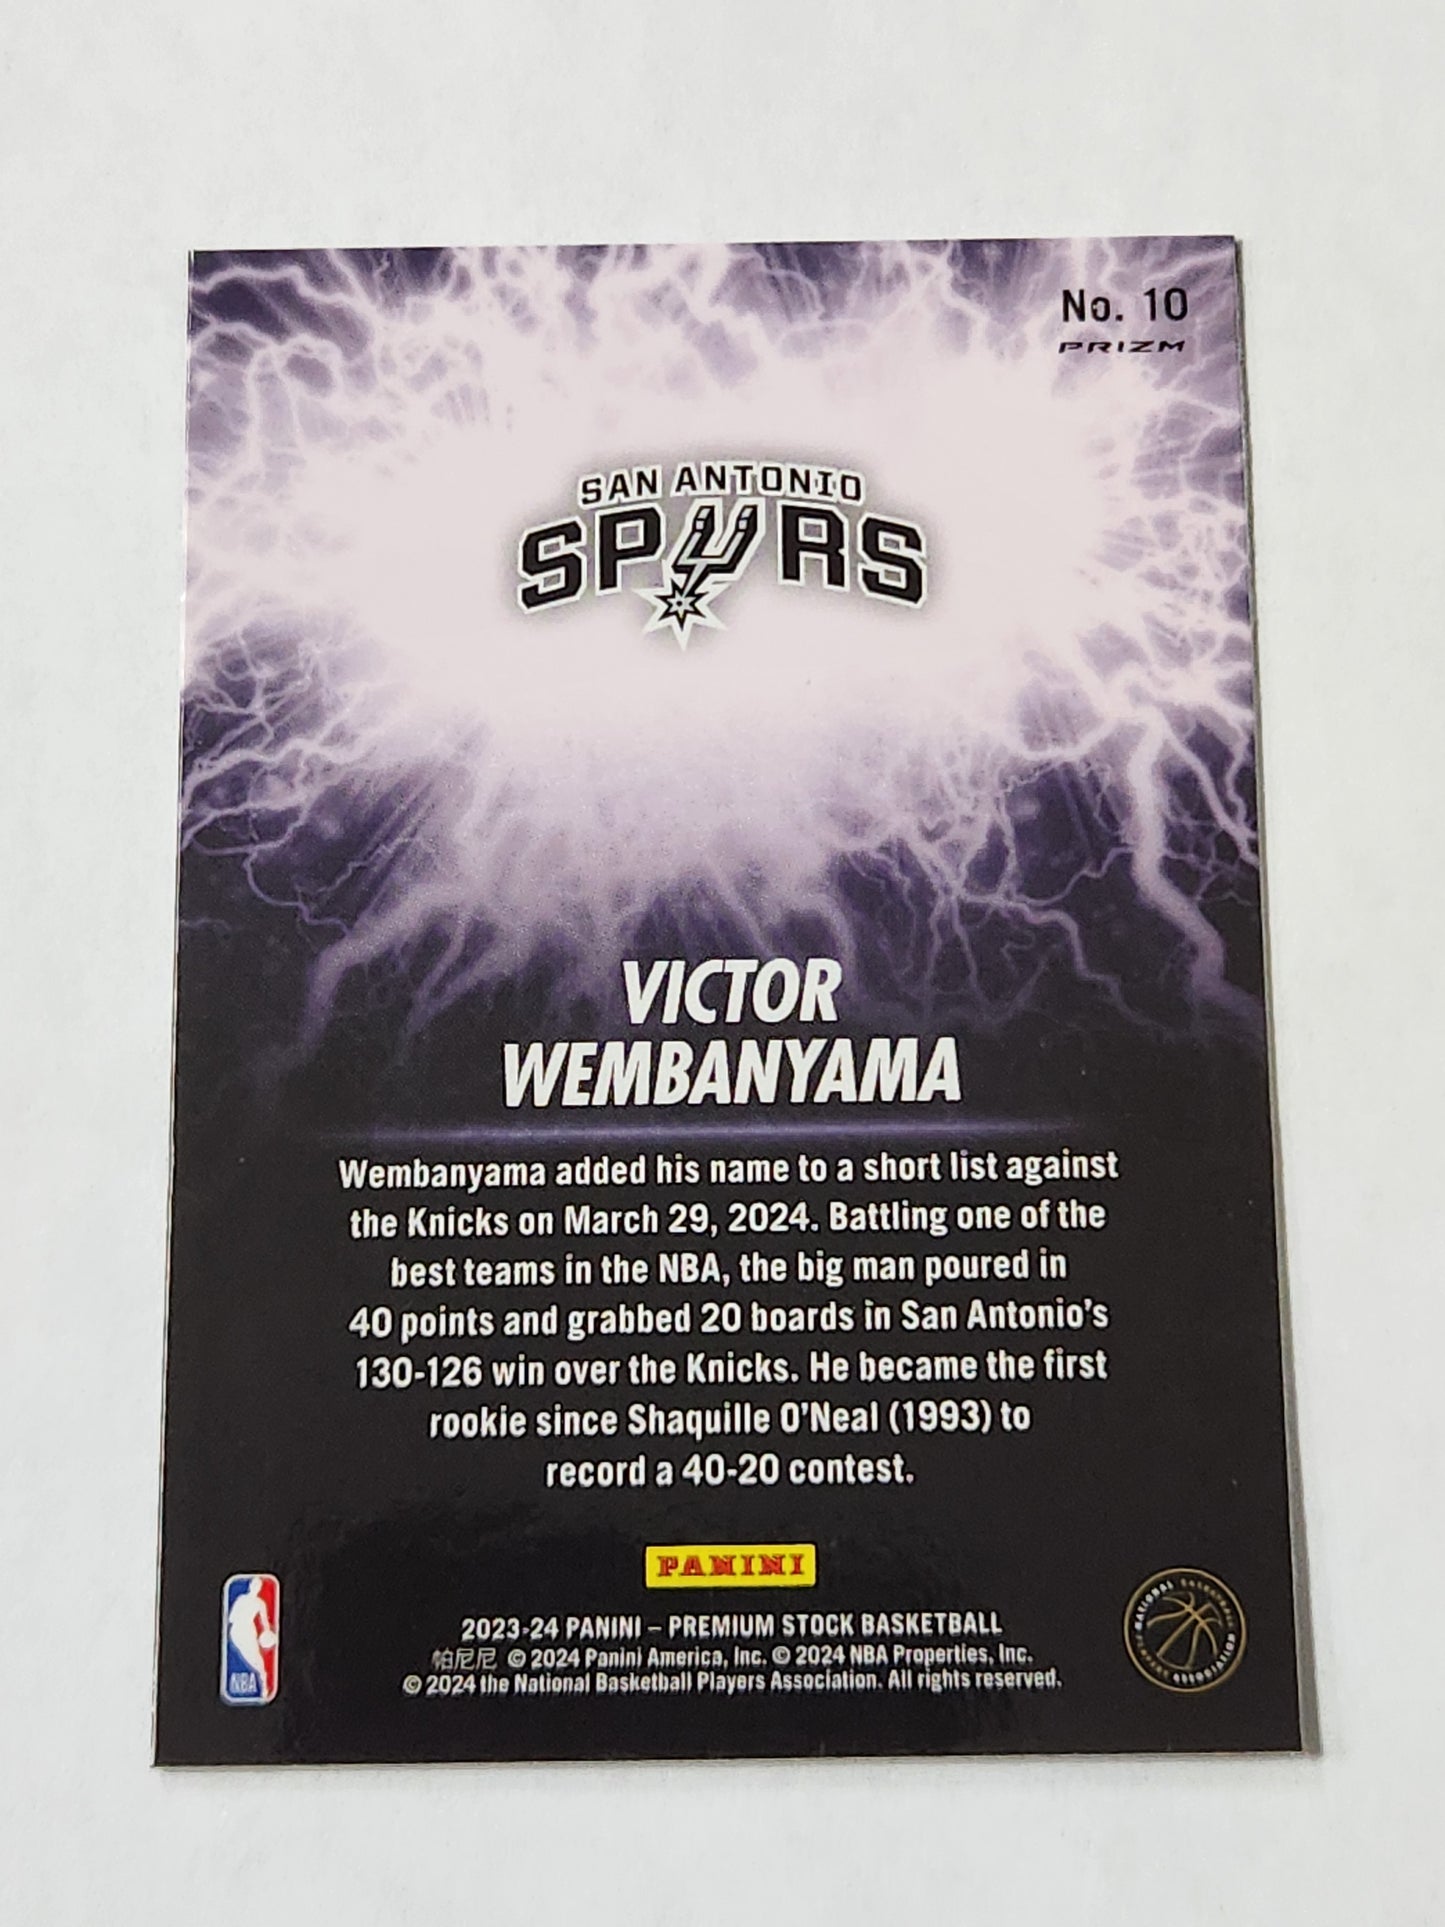 No. 10
PRIZM
SAN ANTONIO
SPURS
VICTOR
WEMBANYAMA
Wembanyama added his name to a short list against
the Knicks on March 29, 2024. Battling one of the
best teams in the NBA, the big man poured in
40 points and grabbed 20 boards in San Antonio's
130-126 win over the Knicks. He became the first
rookie since Shaquille O'Neal (1993) to
record a 40-20 contest.
PANINI
2023-24 PANINI – PREMIUM STOCK BASKETBALL
帕尼尼 © 2024 Panini America, Inc. © 2024 NBA Properties, Inc.
© 2024 the National Basketball Players Association. All rights reserved.
NBA
NATIONAL BASKETBALL PLAYERS ASSOCIATION